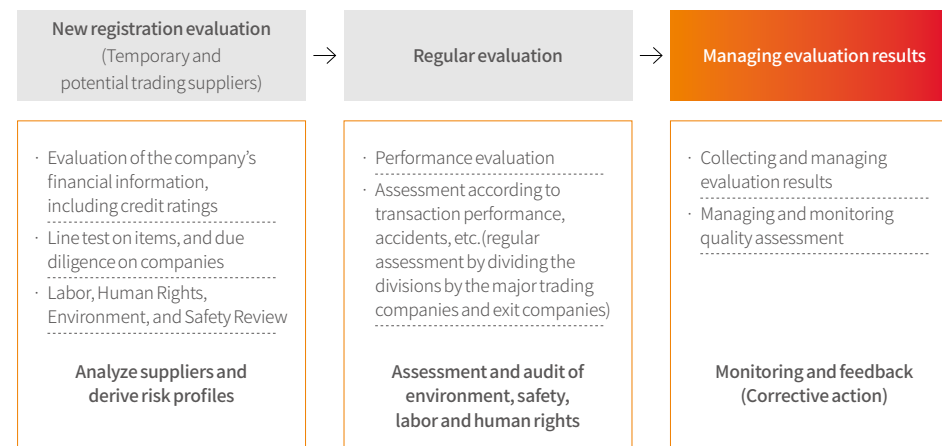 New registration evaluation
(Temporary and
potential trading suppliers)
Regular evaluation
Managing evaluation results
· Evaluation of the company's
financial information,
including credit ratings
· Line test on items, and due
diligence on companies
· Labor, Human Rights,
Environment, and Safety Review
Analyze suppliers and
derive risk profiles
· Performance evaluation
· Assessment according to
transaction performance,
accidents, etc.(regular
assessment by dividing the
divisions by the major trading
companies and exit companies)
Assessment and audit of
environment, safety,
labor and human rights
· Collecting and managing
evaluation results
· Managing and monitoring
quality assessment
Monitoring and feedback
(Corrective action)